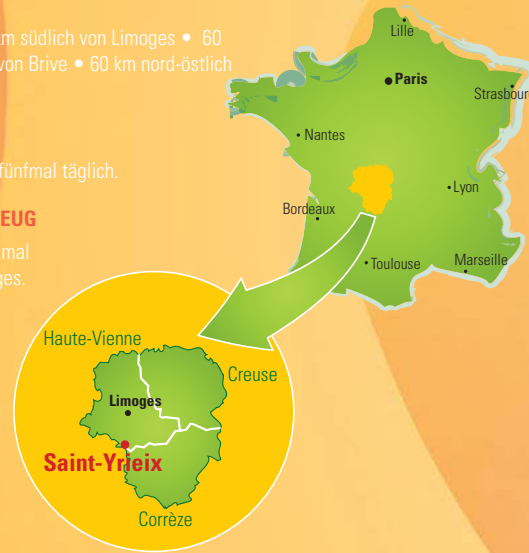 km südlich von Limoges • 60
von Brive • 60 km nord-östlich
fünfmal täglich.
EUG
mal
ges.
Lille
Paris
Strasbourg
Nantes
Lyon
Bordeaux
Toulouse
Marseille
Haute-Vienne
Creuse
Limoges
Saint-Yrieix
Corrèze